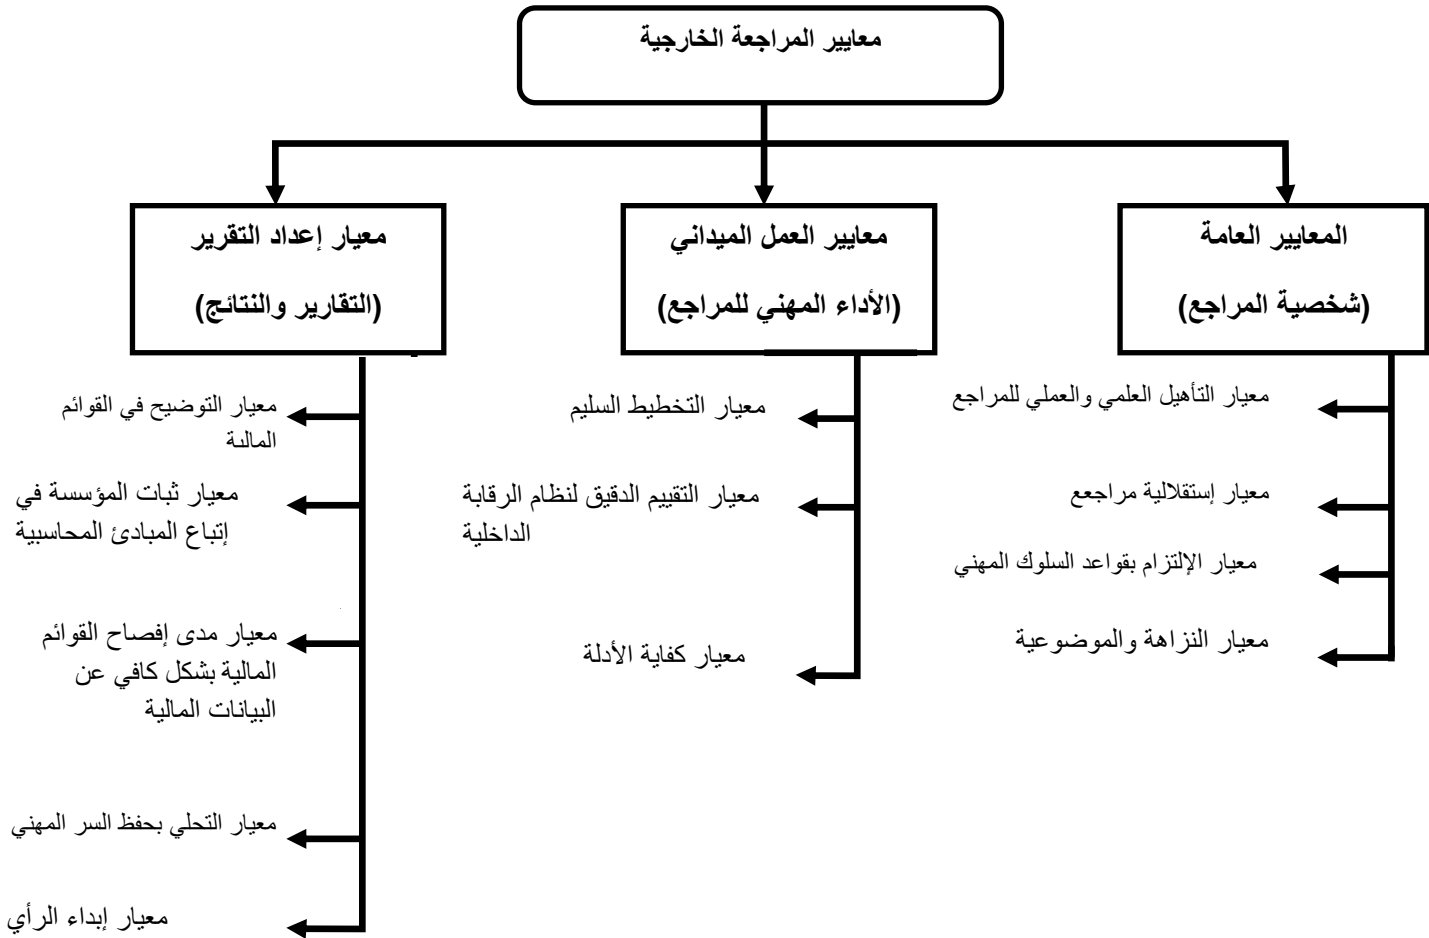 معايير المراجعة الخارجية
المعايير العامة
(شخصية المراجع)
معيار التأهيل العلمي والعملي للمراجع
معيار إستقلالية مراجعع
معيار الإلتزام بقواعد السلوك المهني
معيار النزاهة والموضوعية
معايير العمل الميداني
(الأداء المهني للمراجع)
معيار التخطيط السليم
معيار التقييم الدقيق لنظام الرقابة
الداخلية
معيار كفاية الأدلة
معيار إعداد التقرير
(التقارير والنتائج)
معيار التوضيح في القوائم
المالية
معيار ثبات المؤسسة في
إتباع المبادئ المحاسبية
معيار مدى إفصاح القوائم
المالية بشكل كافي عن
البيانات المالية
معيار التحلي بحفظ السر المهني
معيار إبداء الرأي